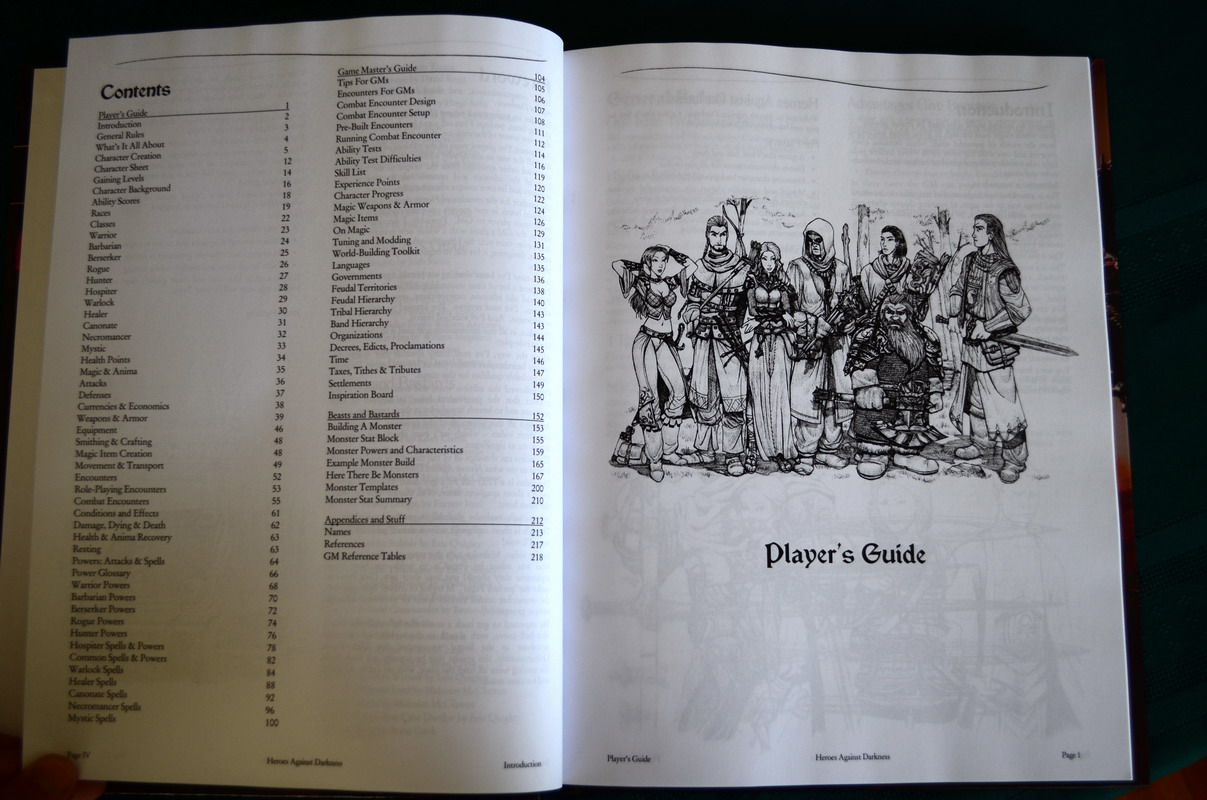 Contents
Player's Guide 1
Introduction 2
General Rules 3
What's It All About 4
Character Creation 5
Character Sheet 12
Gaining Levels 14
Character Background 16
Ability Scores 18
Races 19
Classes 22
Warrior 23
Barbarian 24
Berserker 25
Rogue 26
Hunter 27
Hospiter 28
Warlock 29
Healer 30
Canonate 31
Necromancer 32
Mystic 33
Health Points 34
Magic & Anima 35
Attacks 36
Defenses 37
Currencies & Economics 38
Weapons & Armor 39
Equipment 46
Smithing & Crafting 48
Magic Item Creation 48
Movement & Transport 49
Encounters 52
Role-Playing Encounters 53
Combat Encounters 55
Conditions and Effects 61
Damage, Dying & Death 62
Health & Anima Recovery 63
Resting 63
Powers: Attacks & Spells 64
Power Glossary 66
Warrior Powers 68
Barbarian Powers 70
Berserker Powers 72
Rogue Powers 74
Hunter Powers 76
Hospiter Spells & Powers 78
Common Spells & Powers 82
Warlock Spells 84
Healer Spells 88
Canonate Spells 92
Necromancer Spells 96
Mystic Spells 100
Game Master's Guide 104
Tips For GMs 105
Encounters For GMs 106
Combat Encounter Design 107
Combat Encounter Setup 108
Pre-Built Encounters 111
Running Combat Encounter 112
Ability Tests 114
Ability Test Difficulties 116
Skill List 119
Experience Points 120
Character Progress 122
Magic Weapons & Armor 124
Magic Items 126
On Magic 129
Tuning and Modding 131
World-Building Toolkit 135
Languages 135
Governments 136
Feudal Territories 138
Feudal Hierarchy 140
Tribal Hierarchy 143
Band Hierarchy 143
Organizations 144
Decrees, Edicts, Proclamations 145
Time 146
Taxes, Tithes & Tributes 147
Settlements 149
Inspiration Board 150
Beasts and Bastards 152
Building A Monster 153
Monster Stat Block 155
Monster Powers and Characteristics 159
Example Monster Build 165
Here There Be Monsters 167
Monster Templates 200
Monster Stat Summary 210
Appendices and Stuff 212
Names 213
References 217
GM Reference Tables 218
Page IV Heroes Against Darkness Introduction
Player's Guide
Player's Guide Heroes Against Darkness Page 1